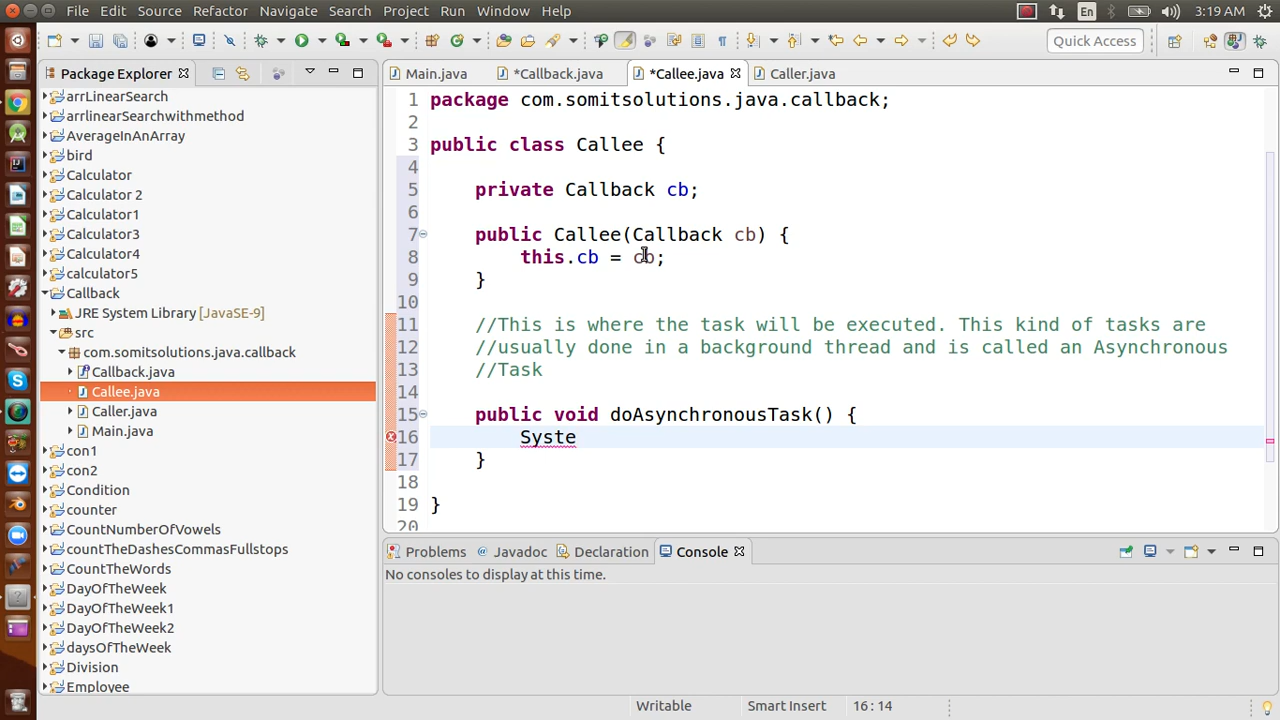 File Edit Source Refactor Navigate Search Project Run Window Help En 3:19 AM
Quick Access
Package Explorer
Main.java *Callback.java *Callee.java Caller.java
arrLinearSearch
arrlinearSearchwithmethod
AverageInAnArray
bird
Calculator
Calculator 2
Calculator1
Calculator3
Calculator4
calculator5
Callback
JRE System Library [JavaSE-9]
src
com.somitsolutions.java.callback
Callback.java
Callee.java
Caller.java
Main.java
con1
con2
Condition
counter
CountNumberOfVowels
countTheDashesCommasFullstops
CountTheWords
DayOfTheWeek
DayOfTheWeek1
DayOfTheWeek2
daysOfTheWeek
Division
Employee
1 package com.somitsolutions.java.callback;
2
3 public class Callee {
4
5 private Callback cb;
6
7 public Callee(Callback cb) {
8 this.cb = cb;
9 }
10
11 //This is where the task will be executed. This kind of tasks are
12 //usually done in a background thread and is called an Asynchronous
13 //Task
14
15 public void doAsynchronousTask() {
16 Syste
17 }
18
19 }
20
Problems Javadoc Declaration Console
No consoles to display at this time.
Writable Smart Insert 16:14